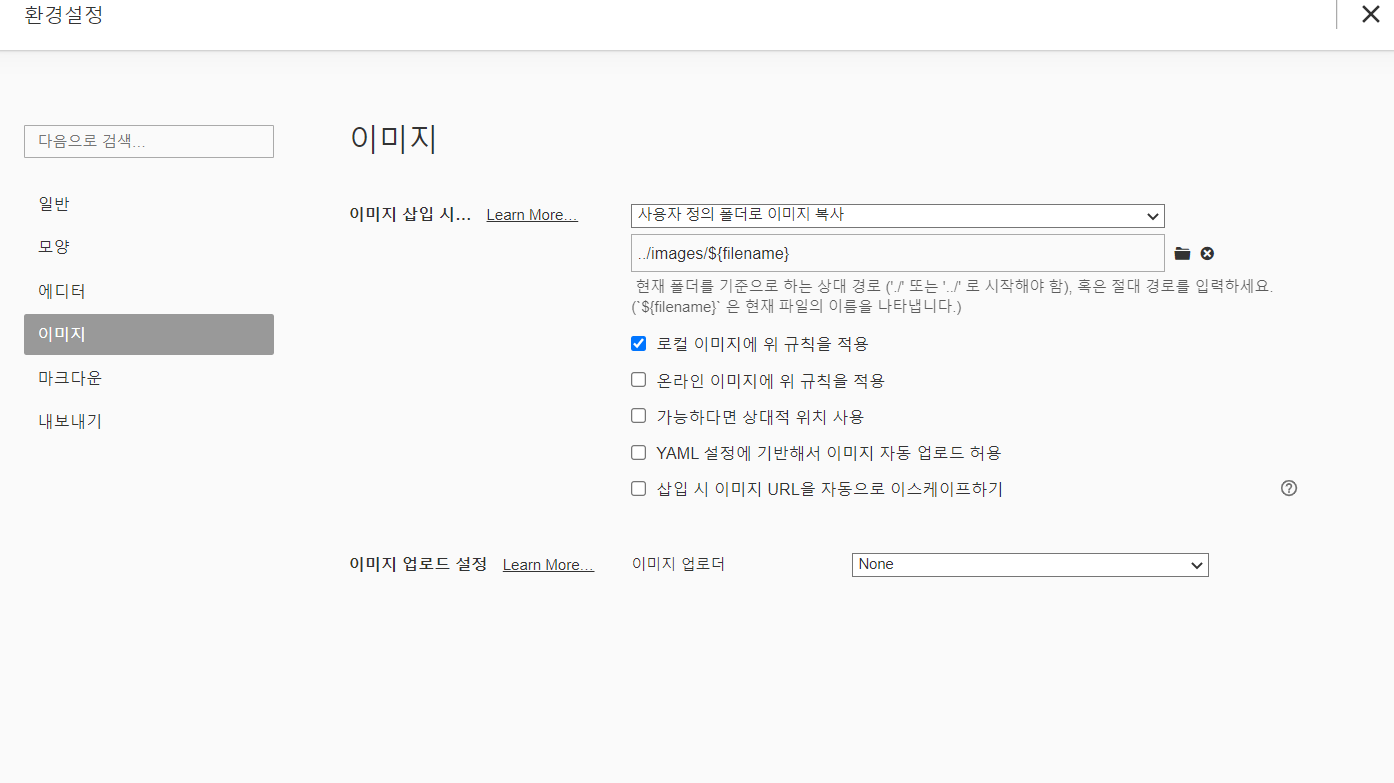 환경설정
다음으로 검색...
일반
모양
에디터
이미지
마크다운
내보내기
이미지
이미지 삽입 시... Learn More...
사용자 정의 폴더로 이미지 복사
../images/${filename}
현재 폴더를 기준으로 하는 상대 경로 ('./' 또는 '../' 로 시작해야 함), 혹은 절대 경로를 입력하세요.
(`${filename}` 은 현재 파일의 이름을 나타냅니다.)
로컬 이미지에 위 규칙을 적용
온라인 이미지에 위 규칙을 적용
가능하다면 상대적 위치 사용
YAML 설정에 기반해서 이미지 자동 업로드 허용
삽입 시 이미지 URL을 자동으로 이스케이프하기
이미지 업로드 설정 Learn More... 이미지 업로더 None